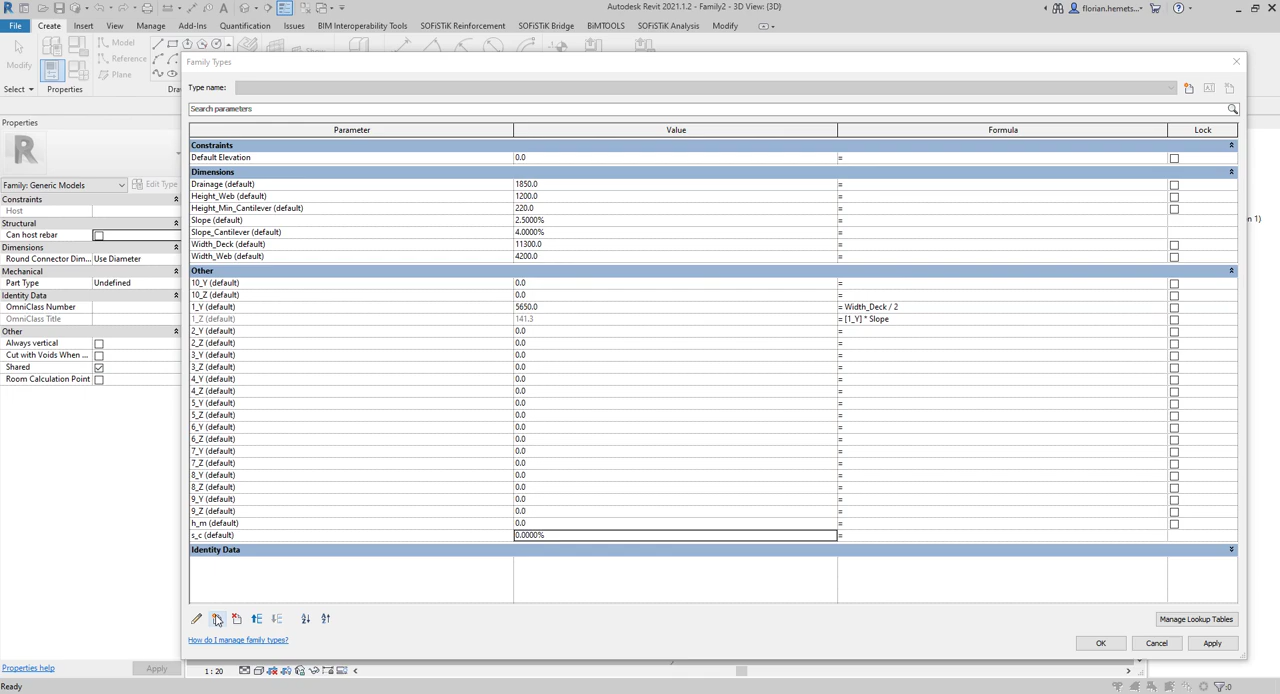 Autodesk Revit 2021.1.2 - Family2 - 3D View: {3D}
florian.hemets...
File Create Insert View Manage Add-Ins Quantification Issues BIM Interoperability Tools SOFiSTiK Reinforcement SOFiSTiK Bridge BiMTOOLS SOFiSTiK Analysis Modify
Model
Reference
Modify
Plane
Select Properties Dra
Family Types
Type name:
Search parameters
Parameter Value Formula Lock
Constraints
Default Elevation 0.0 =
Dimensions
Drainage (default) 1850.0 =
Height_Web (default) 1200.0 =
Height_Min_Cantilever (default) 220.0 =
Slope (default) 2.5000% =
Slope_Cantilever (default) 4.0000% =
Width_Deck (default) 11300.0 =
Width_Web (default) 4200.0 =
Other
10_Y (default) 0.0 =
10_Z (default) 0.0 =
1_Y (default) 5650.0 = Width_Deck / 2
1_Z (default) 141.3 = [1_Y] * Slope
2_Y (default) 0.0 =
2_Z (default) 0.0 =
3_Y (default) 0.0 =
3_Z (default) 0.0 =
4_Y (default) 0.0 =
4_Z (default) 0.0 =
5_Y (default) 0.0 =
5_Z (default) 0.0 =
6_Y (default) 0.0 =
6_Z (default) 0.0 =
7_Y (default) 0.0 =
7_Z (default) 0.0 =
8_Y (default) 0.0 =
8_Z (default) 0.0 =
9_Y (default) 0.0 =
9_Z (default) 0.0 =
h_m (default) 0.0 =
s_c (default) 0.0000% =
Identity Data
Manage Lookup Tables
How do I manage family types?
OK Cancel Apply
Properties
R
Family: Generic Models Edit Type
Constraints
Host
Structural
Can host rebar
Dimensions
Round Connector Dim... Use Diameter
Mechanical
Part Type Undefined
Identity Data
OmniClass Number
OmniClass Title
Other
Always vertical
Cut with Voids When ...
Shared
Room Calculation Point
Properties help Apply
on 1)
1 : 20
Ready
:0